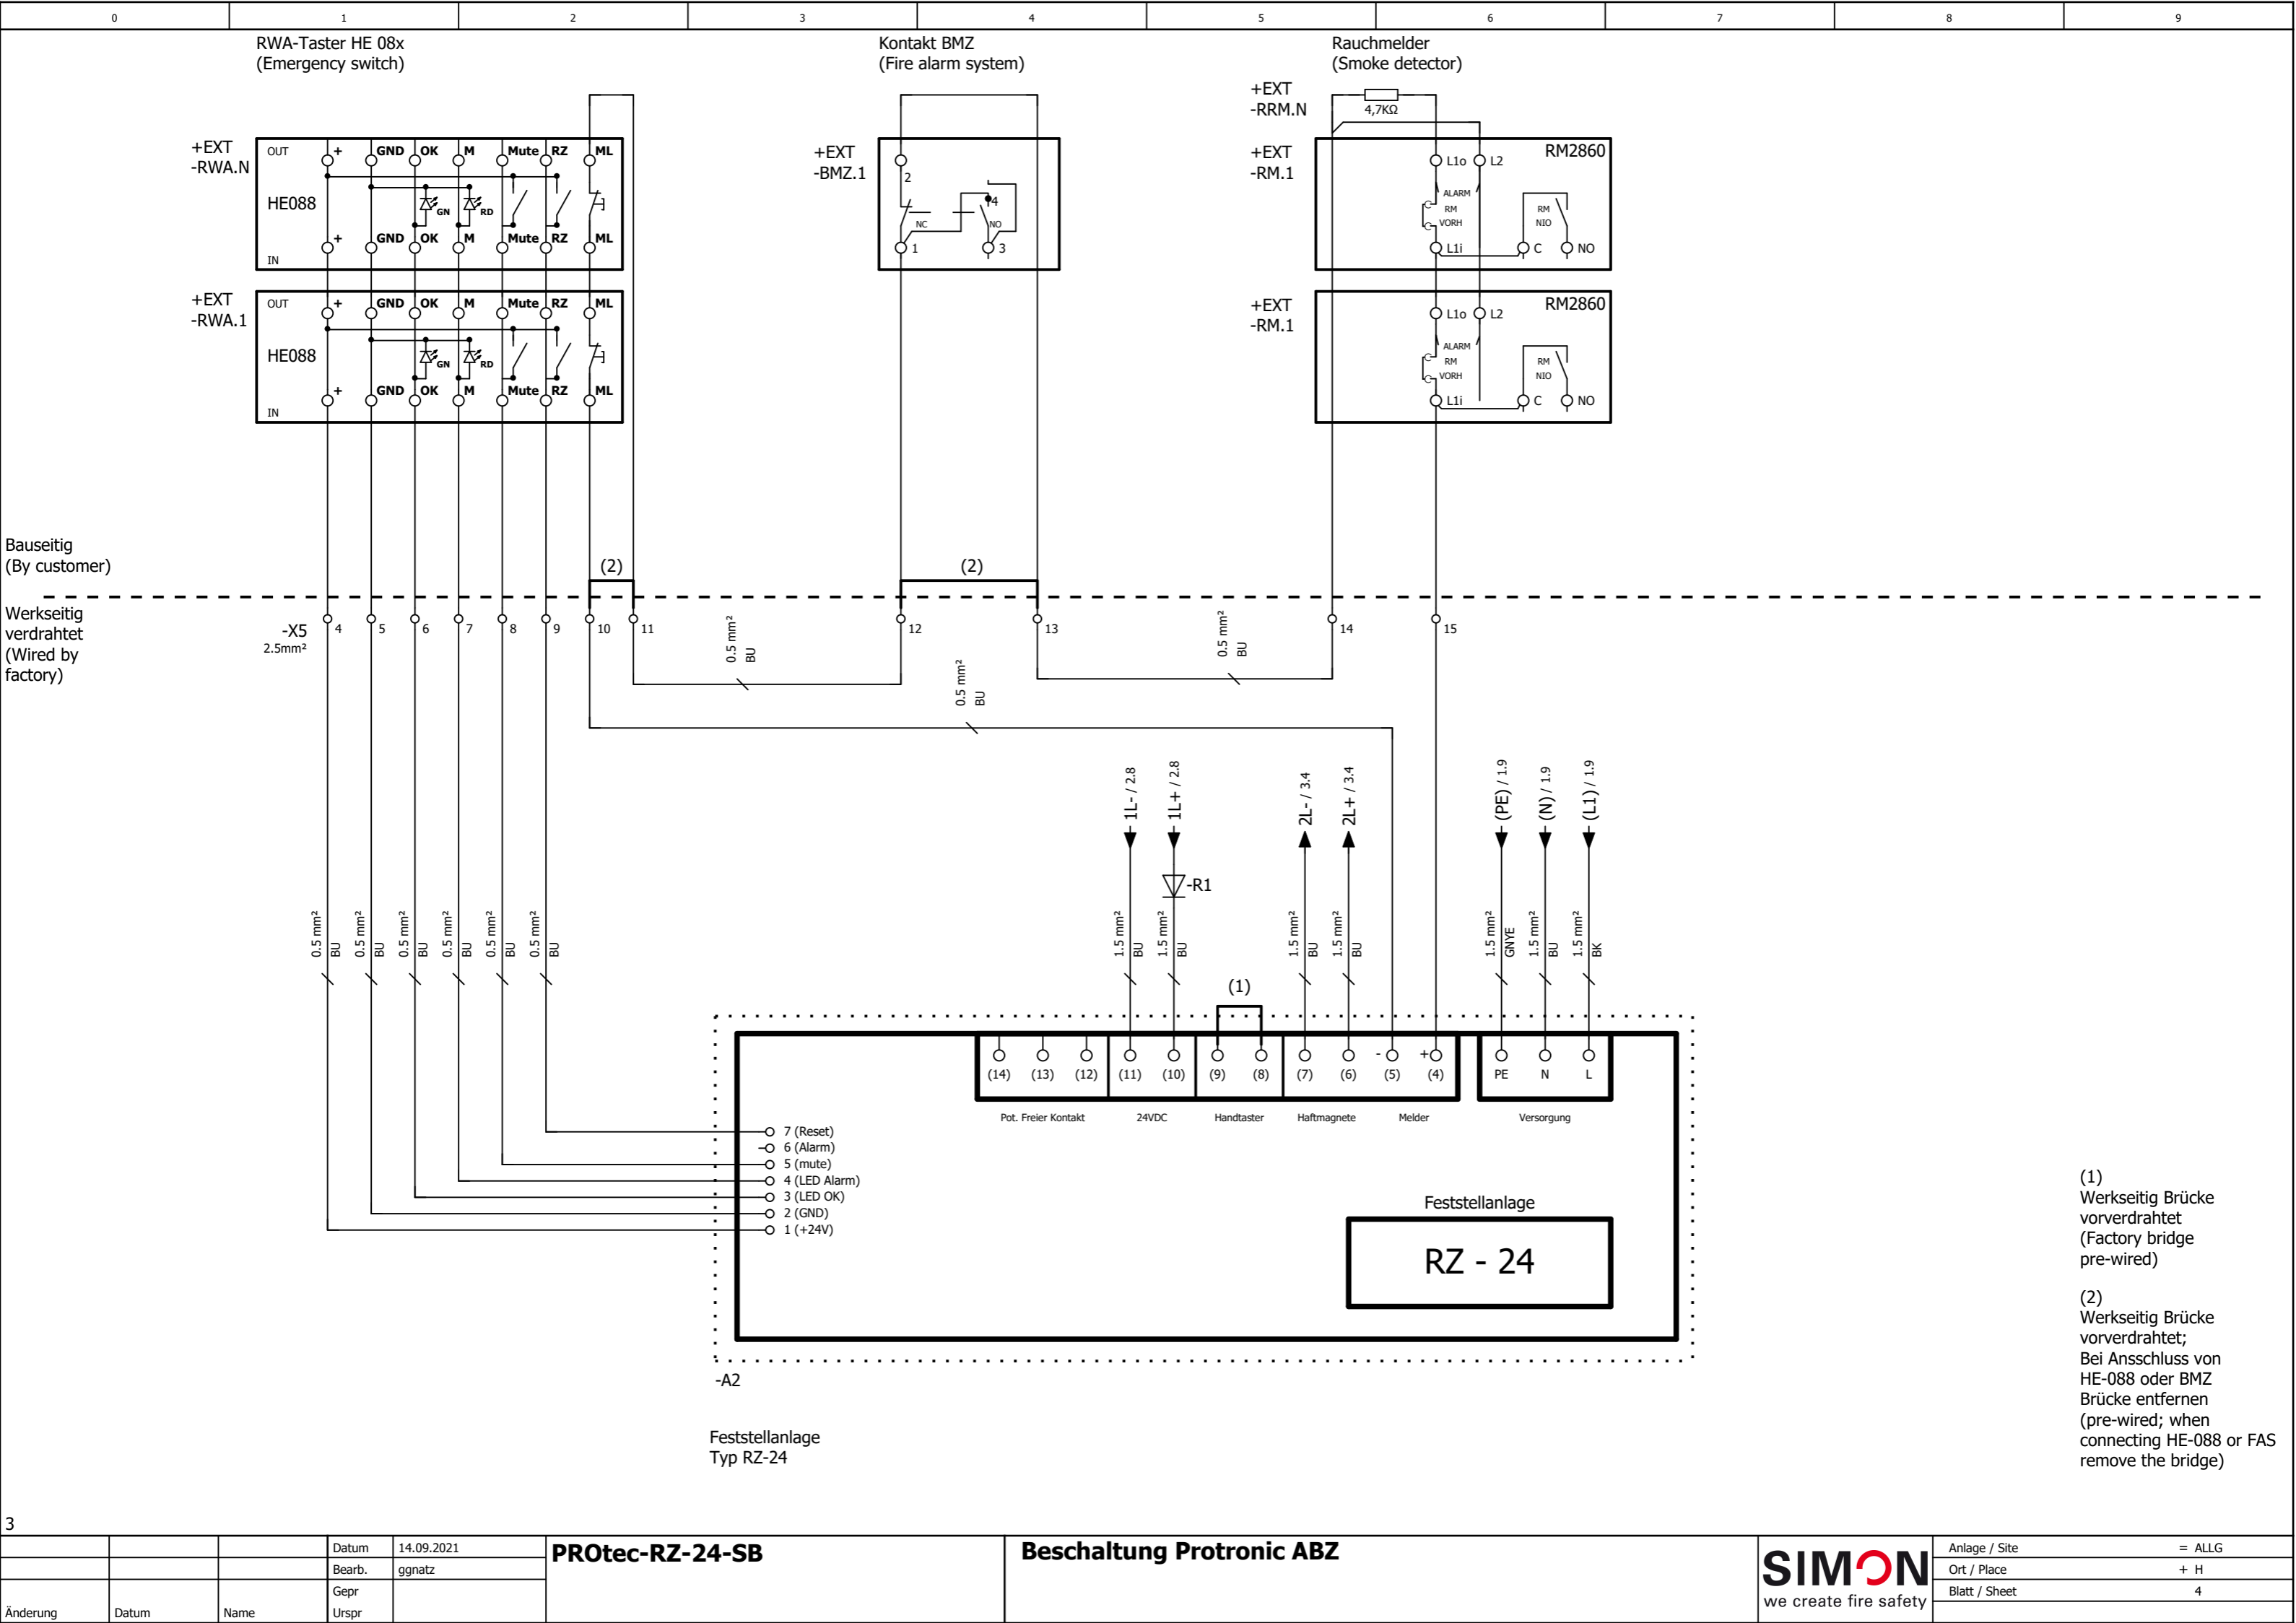 0 1 2 3 4 5 6 7 8 9
RWA-Taster HE 08x
(Emergency switch)
Kontakt BMZ
(Fire alarm system)
Rauchmelder
(Smoke detector)
+EXT
-RRM.N
4,7KΩ
+EXT
-RWA.N
OUT + GND OK M Mute RZ ML
HE088
GN RD
+ GND OK M Mute RZ ML
IN
+EXT
-BMZ.1
2
4
NC NO
1 3
+EXT
-RM.1
RM2860
L1o L2
ALARM
RM
VORH
RM
NIO
L1i C NO
+EXT
-RWA.1
OUT + GND OK M Mute RZ ML
HE088
GN RD
+ GND OK M Mute RZ ML
IN
+EXT
-RM.1
RM2860
L1o L2
ALARM
RM
VORH
RM
NIO
L1i C NO
Bauseitig
(By customer)
(2) (2)
Werkseitig
verdrahtet
(Wired by
factory)
-X5
2.5mm²
4 5 6 7 8 9 10 11 12 13 14 15
0.5 mm²
BU
0.5 mm²
BU
0.5 mm²
BU
1L- / 2.8
1L+ / 2.8
2L- / 3.4
2L+ / 3.4
(PE) / 1.9
(N) / 1.9
(L1) / 1.9
-R1
0.5 mm²
BU
0.5 mm²
BU
0.5 mm²
BU
0.5 mm²
BU
0.5 mm²
BU
0.5 mm²
BU
1.5 mm²
BU
1.5 mm²
BU
1.5 mm²
BU
1.5 mm²
BU
1.5 mm²
GNYE
1.5 mm²
BU
1.5 mm²
BK
(1)
- +
(14) (13) (12) (11) (10) (9) (8) (7) (6) (5) (4) PE N L
Pot. Freier Kontakt 24VDC Handtaster Haftmagnete Melder Versorgung
7 (Reset)
6 (Alarm)
5 (mute)
4 (LED Alarm)
3 (LED OK)
2 (GND)
1 (+24V)
Feststellanlage
RZ - 24
-A2
Feststellanlage
Typ RZ-24
(1)
Werkseitig Brücke
vorverdrahtet
(Factory bridge
pre-wired)
(2)
Werkseitig Brücke
vorverdrahtet;
Bei Ansschluss von
HE-088 oder BMZ
Brücke entfernen
(pre-wired; when
connecting HE-088 or FAS
remove the bridge)
3
Datum 14.09.2021
Bearb. ggnatz
Gepr
Änderung Datum Name Urspr
PROtec-RZ-24-SB
Beschaltung Protronic ABZ
SIMON
we create fire safety
Anlage / Site = ALLG
Ort / Place + H
Blatt / Sheet 4